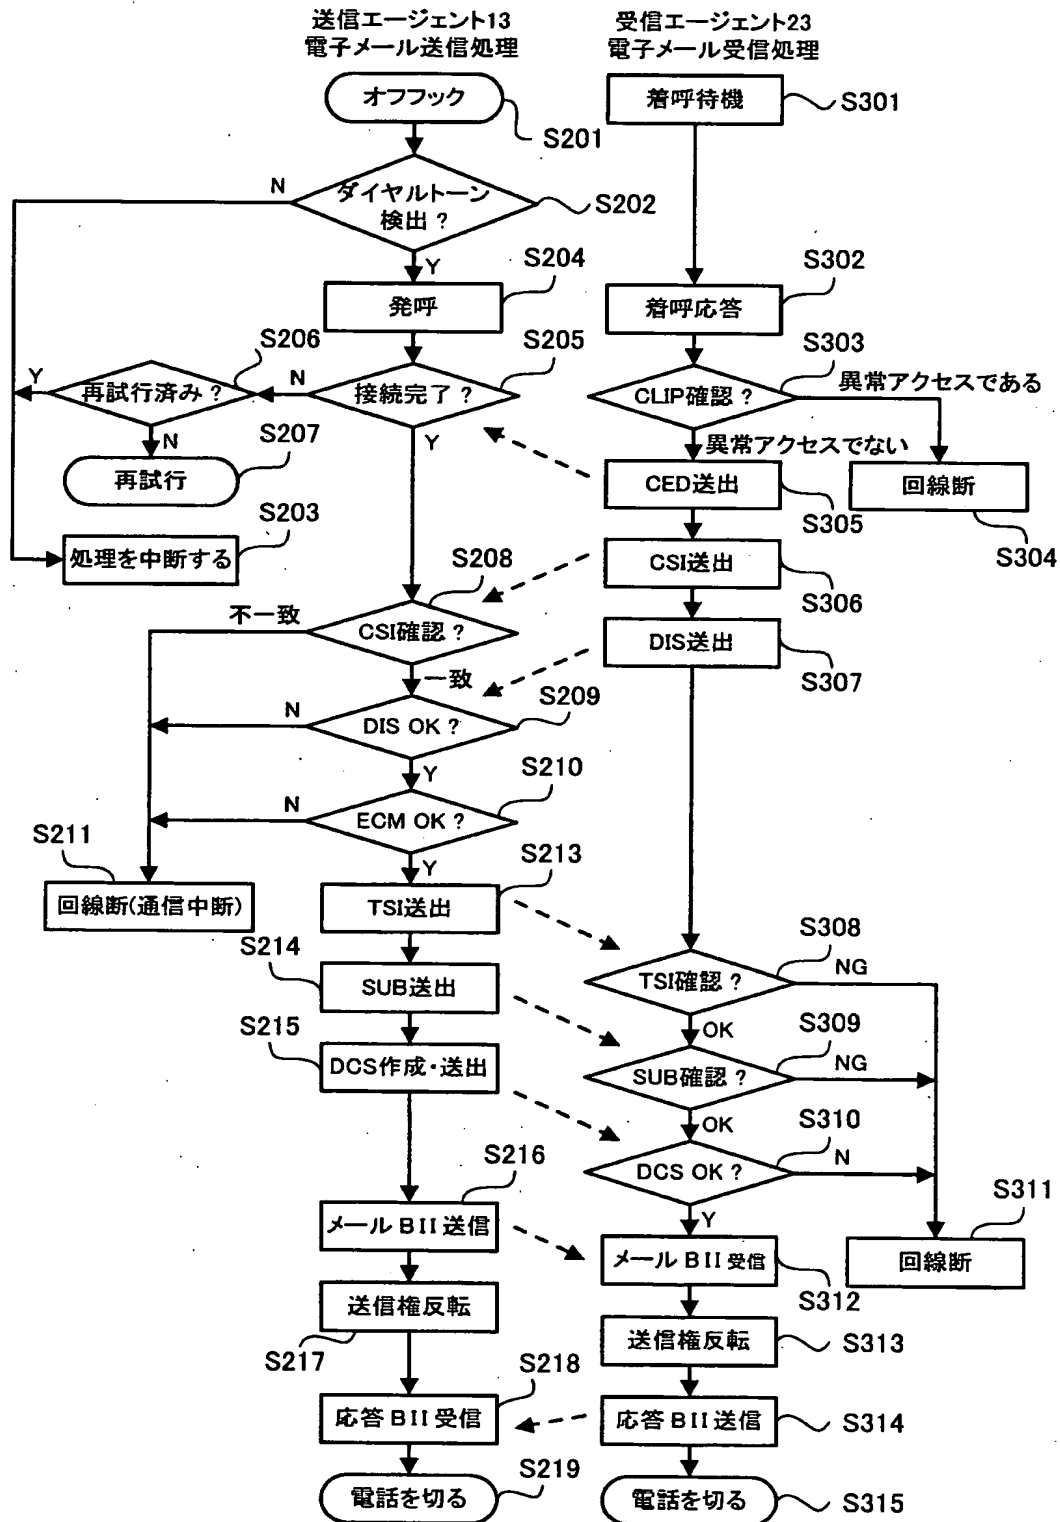 送信エージェント13
電子メール送信処理
受信エージェント23
電子メール受信処理
オフフック
S201
着呼待機
S301
N
ダイヤルトーン
検出?
S202
Y
S204
発呼
S302
着呼応答
S206
S205
S303
Y
再試行済み?
N
接続完了?
CLIP確認?
異常アクセスである
N
S207
Y
異常アクセスでない
再試行
CED送出
S305
回線断
S304
S203
処理を中断する
S208
CSI送出
S306
不一致
CSI確認?
DIS送出
S307
一致
S209
N
DIS OK?
Y
S210
N
ECM OK?
S211
Y
S213
回線断(通信中断)
TSI送出
S308
S214
TSI確認?
NG
SUB送出
OK
S309
S215
SUB確認?
NG
DCS作成・送出
OK
S310
S216
DCS OK?
N
S311
Y
メールBII送信
メールBII受信
回線断
S312
送信権反転
S217
送信権反転
S313
S218
応答BII受信
応答BII送信
S314
S219
電話を切る
電話を切る
S315